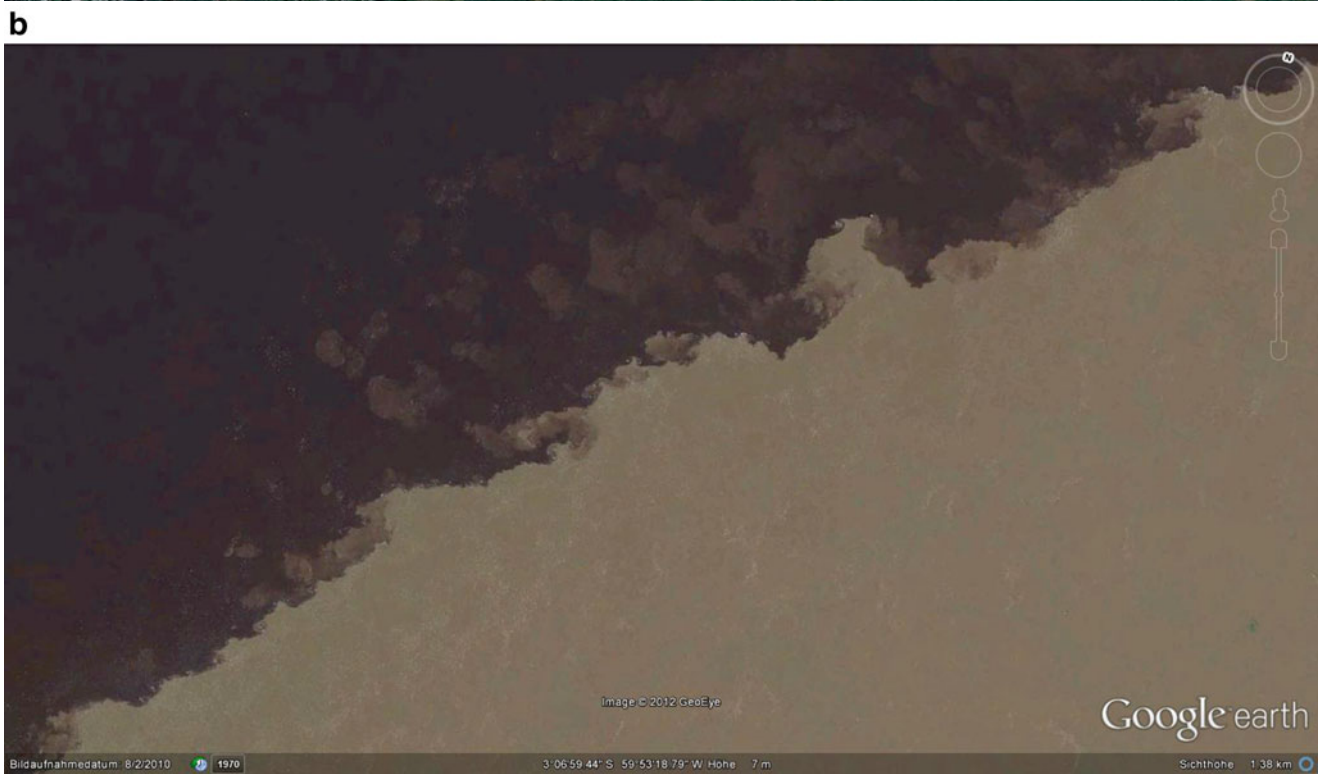 b
N
Image © 2012 GeoEye
Google earth
Bildaufnahmedatum 8/2/2010 1970 3°06'59.44" S 59°53'18.79" W Höhe 7 m Sichthöhe 1.38 km